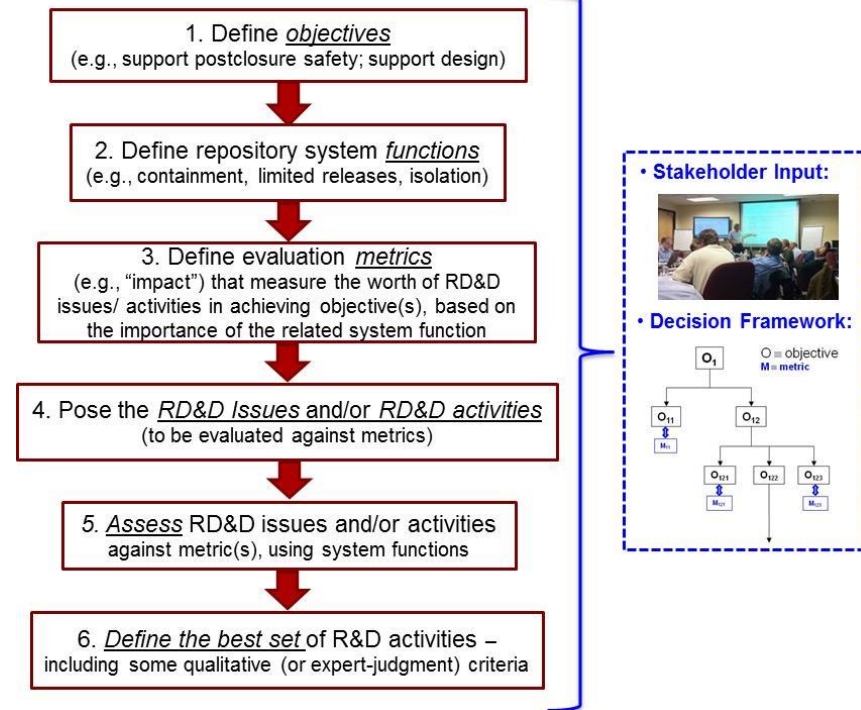 1. Define objectives
(e.g., support postclosure safety; support design)
2. Define repository system functions
(e.g., containment, limited releases, isolation)
3. Define evaluation metrics
(e.g., “impact”) that measure the worth of RD&D
issues/ activities in achieving objective(s), based on
the importance of the related system function
4. Pose the RD&D Issues and/or RD&D activities
(to be evaluated against metrics)
5. Assess RD&D issues and/or activities
against metric(s), using system functions
6. Define the best set of R&D activities –
including some qualitative (or expert-judgment) criteria
• Stakeholder Input:
• Decision Framework:
O1
O = objective
M = metric
O11
O12
M11
O121
O122
O123
M121